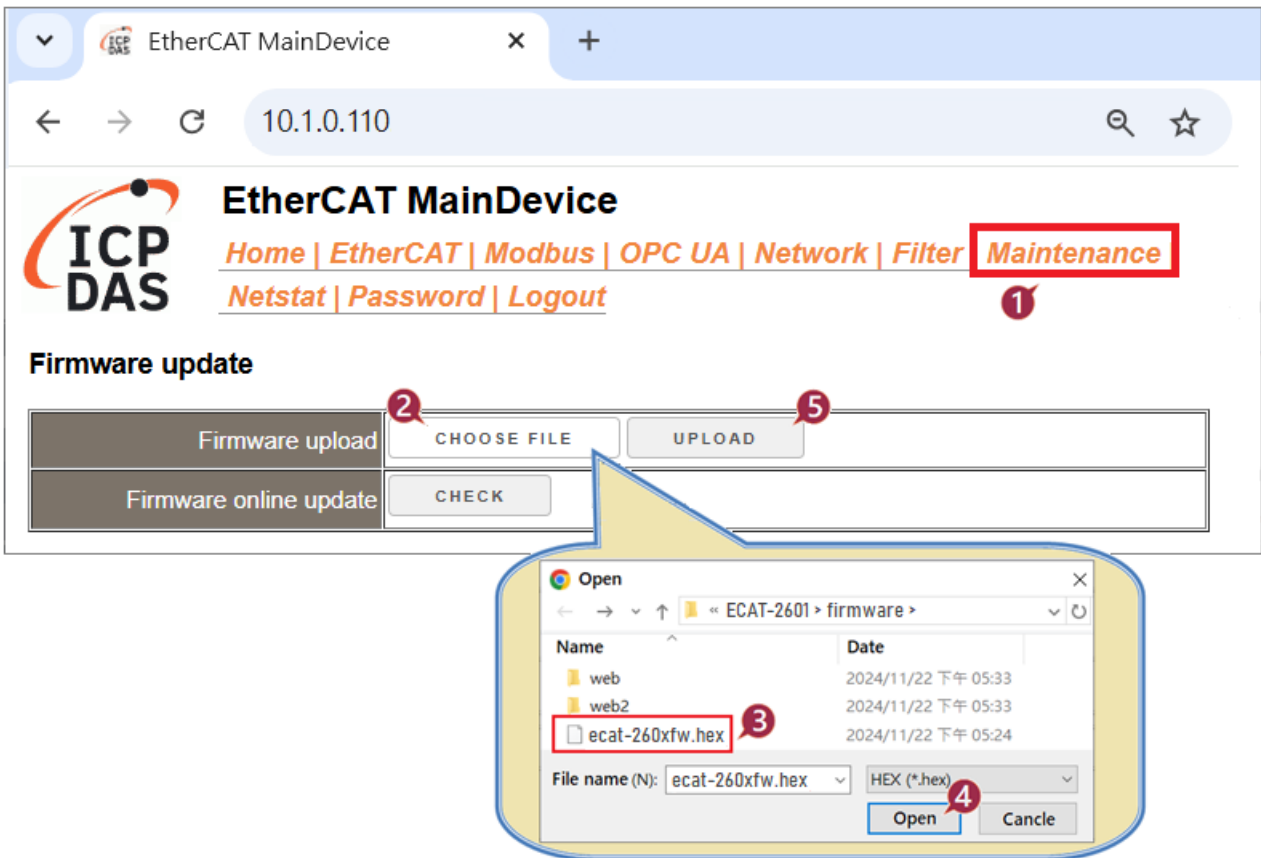 EtherCAT MainDevice
10.1.0.110
ICP
DAS
EtherCAT MainDevice
Home | EtherCAT | Modbus | OPC UA | Network | Filter Maintenance
1
Netstat | Password | Logout
Firmware update
2
5
Firmware upload CHOOSE FILE UPLOAD
Firmware online update CHECK
Open
« ECAT-2601 > firmware >
Name Date
web 2024/11/22 下午 05:33
web2 2024/11/22 下午 05:33
ecat-260xfw.hex 3 2024/11/22 下午 05:24
File name (N): ecat-260xfw.hex HEX (*.hex)
4
Open Cancle